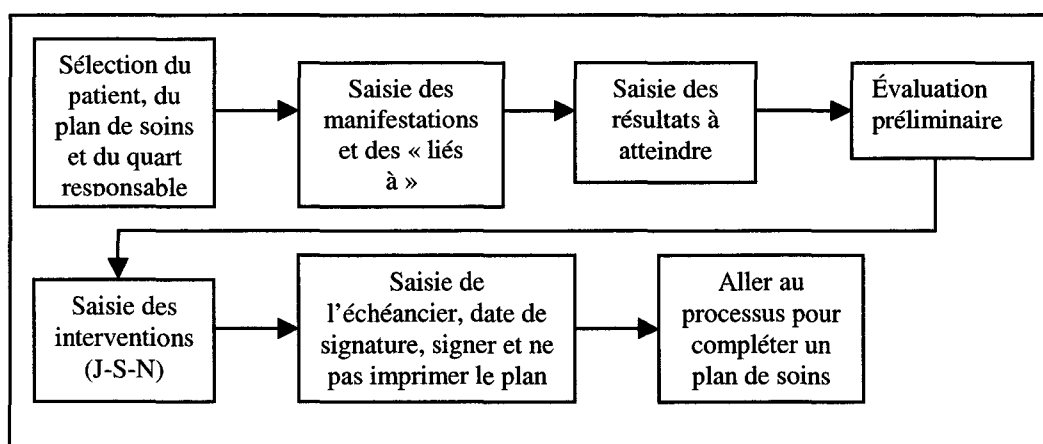 Sélection du
patient, du
plan de soins
et du quart
responsable
Saisie des
manifestations
et des « liés
à »
Saisie des
résultats à
atteindre
Évaluation
préliminaire
Saisie des
interventions
(J-S-N)
Saisie de
l'échéancier, date de
signature, signer et ne
pas imprimer le plan
Aller au
processus pour
compléter un
plan de soins